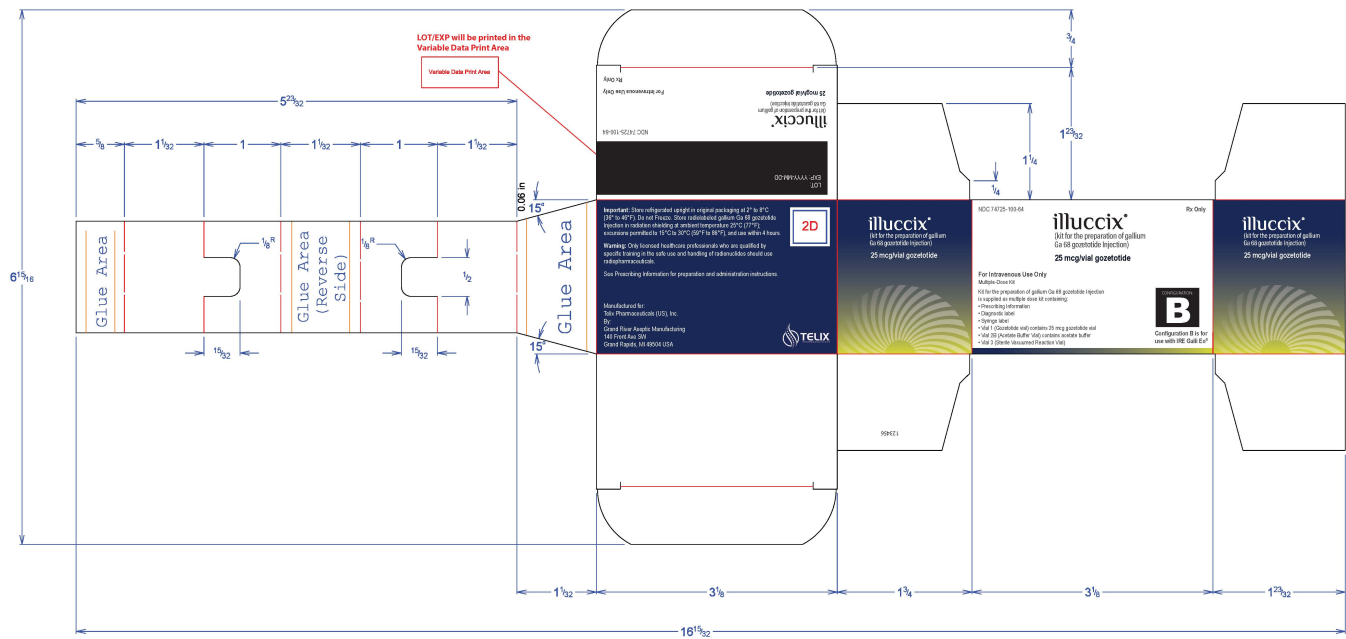 LOT/EXP will be printed in the
Variable Data Print Area
Variable Data Print Area
3/4
5 23/32
5/8
1 1/32
1
1 1/32
1
1 1/32
Rx Only
For Intravenous Use Only
25 mcg/vial gozetotide
Ga 68 gozetotide Injection)
(kit for the preparation of gallium
illuccix®
NDC 74725-100-64
LOT:
EXP: YYYY-MM-DD
1 1/4
1/4
1 23/32
0.06 in
15°
6 15/16
Glue Area
1/8 R
Glue Area
(Reverse
Side)
1/8 R
1/2
Glue Area
15/32
15/32
15°
Important: Store refrigerated upright in original packaging at 2° to 8°C
(36° to 46°F). Do not Freeze. Store radiolabeled gallium Ga 68 gozetotide
Injection in radiation shielding at ambient temperature 25°C (77°F);
excursions permitted to 15°C to 30°C (59°F to 86°F), and use within 4 hours.
Warning: Only licensed healthcare professionals who are qualified by
specific training in the safe use and handling of radionuclides should use
radiopharmaceuticals.
See Prescribing Information for preparation and administration instructions.
2D
Manufactured for:
Telix Pharmaceuticals (US), Inc.
By:
Grand River Aseptic Manufacturing
140 Front Ave SW
Grand Rapids, MI 49504 USA
TELIX
illuccix®
(kit for the preparation of gallium
Ga 68 gozetotide Injection)
25 mcg/vial gozetotide
NDC 74725-100-64
Rx Only
illuccix®
(kit for the preparation of gallium
Ga 68 gozetotide Injection)
25 mcg/vial gozetotide
For Intravenous Use Only
Multiple-Dose Kit
Kit for the preparation of gallium Ga 68 gozetotide Injection
is supplied as multiple dose kit containing:
• Prescribing Information
• Diagnostic label
• Syringe label
• Vial 1 (Gozetotide vial) contains 25 mcg gozetotide vial
• Vial 2B (Acetate Buffer Vial) contains acetate buffer
• Vial 3 (Sterile Vacuumed Reaction Vial)
CONFIGURATION
B
Configuration B is for
use with IRE Galli Eo®
illuccix®
(kit for the preparation of gallium
Ga 68 gozetotide Injection)
25 mcg/vial gozetotide
123456
1 1/32
3 1/8
1 3/4
3 1/8
1 23/32
16 15/32